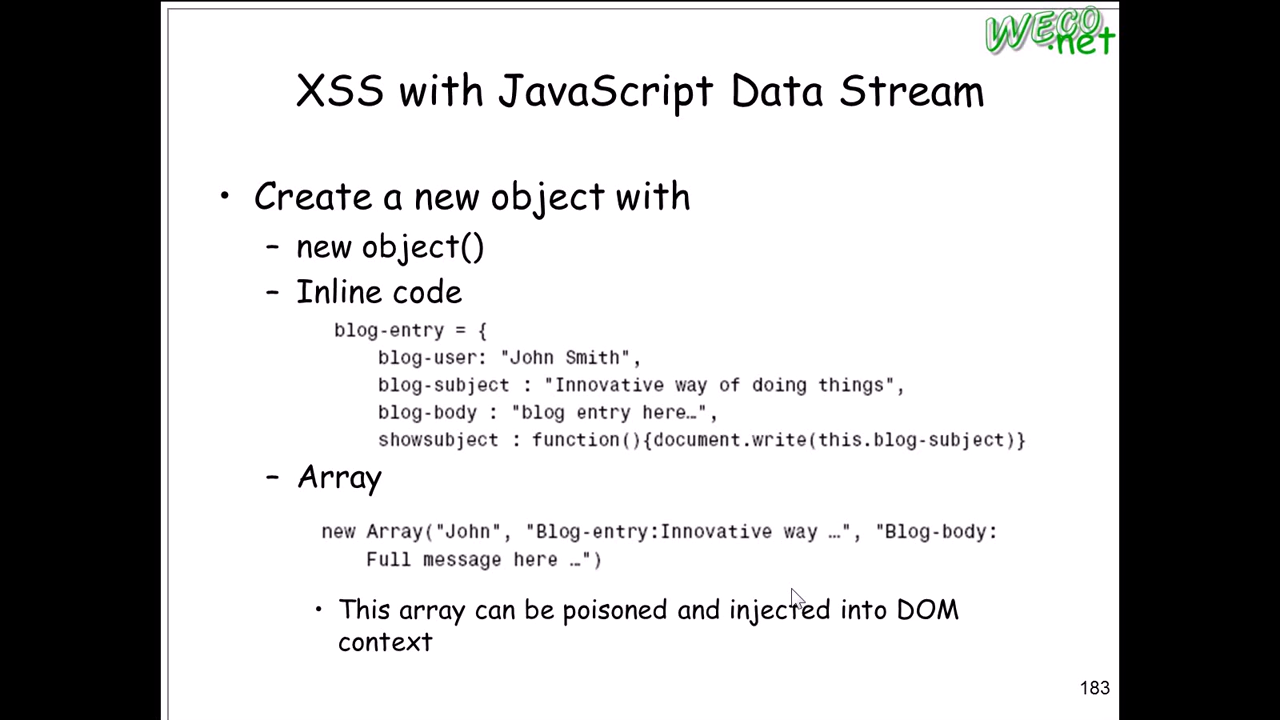 WECO
.net
XSS with JavaScript Data Stream
• Create a new object with
– new object()
– Inline code
blog-entry = {
blog-user: "John Smith",
blog-subject : "Innovative way of doing things",
blog-body : "blog entry here…",
showsubject : function(){document.write(this.blog-subject)}
– Array
new Array("John", "Blog-entry:Innovative way …", "Blog-body:
Full message here …")
• This array can be poisoned and injected into DOM
context
183